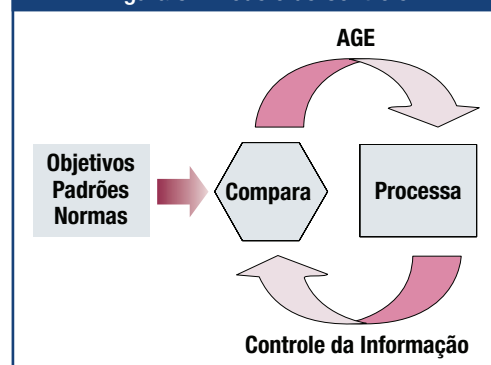 AGE
Objetivos
Padrões
Normas
Compara
Processa
Controle da Informação